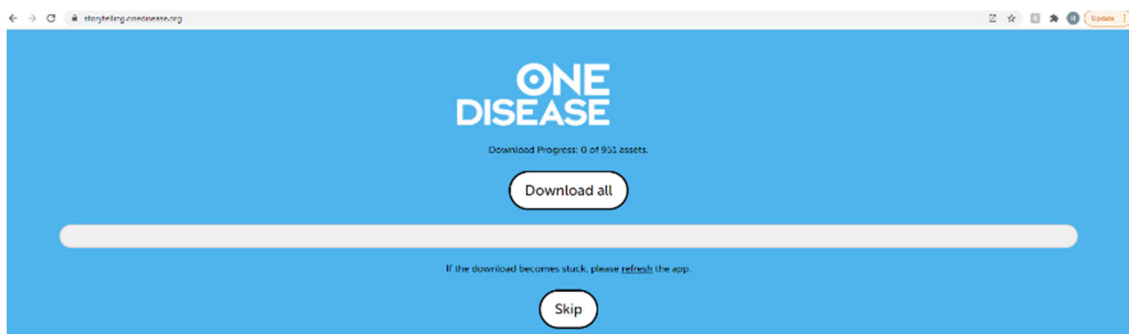 storytelling.onedisease.org
Update
ONE
DISEASE
Download Progress: 0 of 951 assets.
Download all
If the download becomes stuck, please refresh the app.
Skip